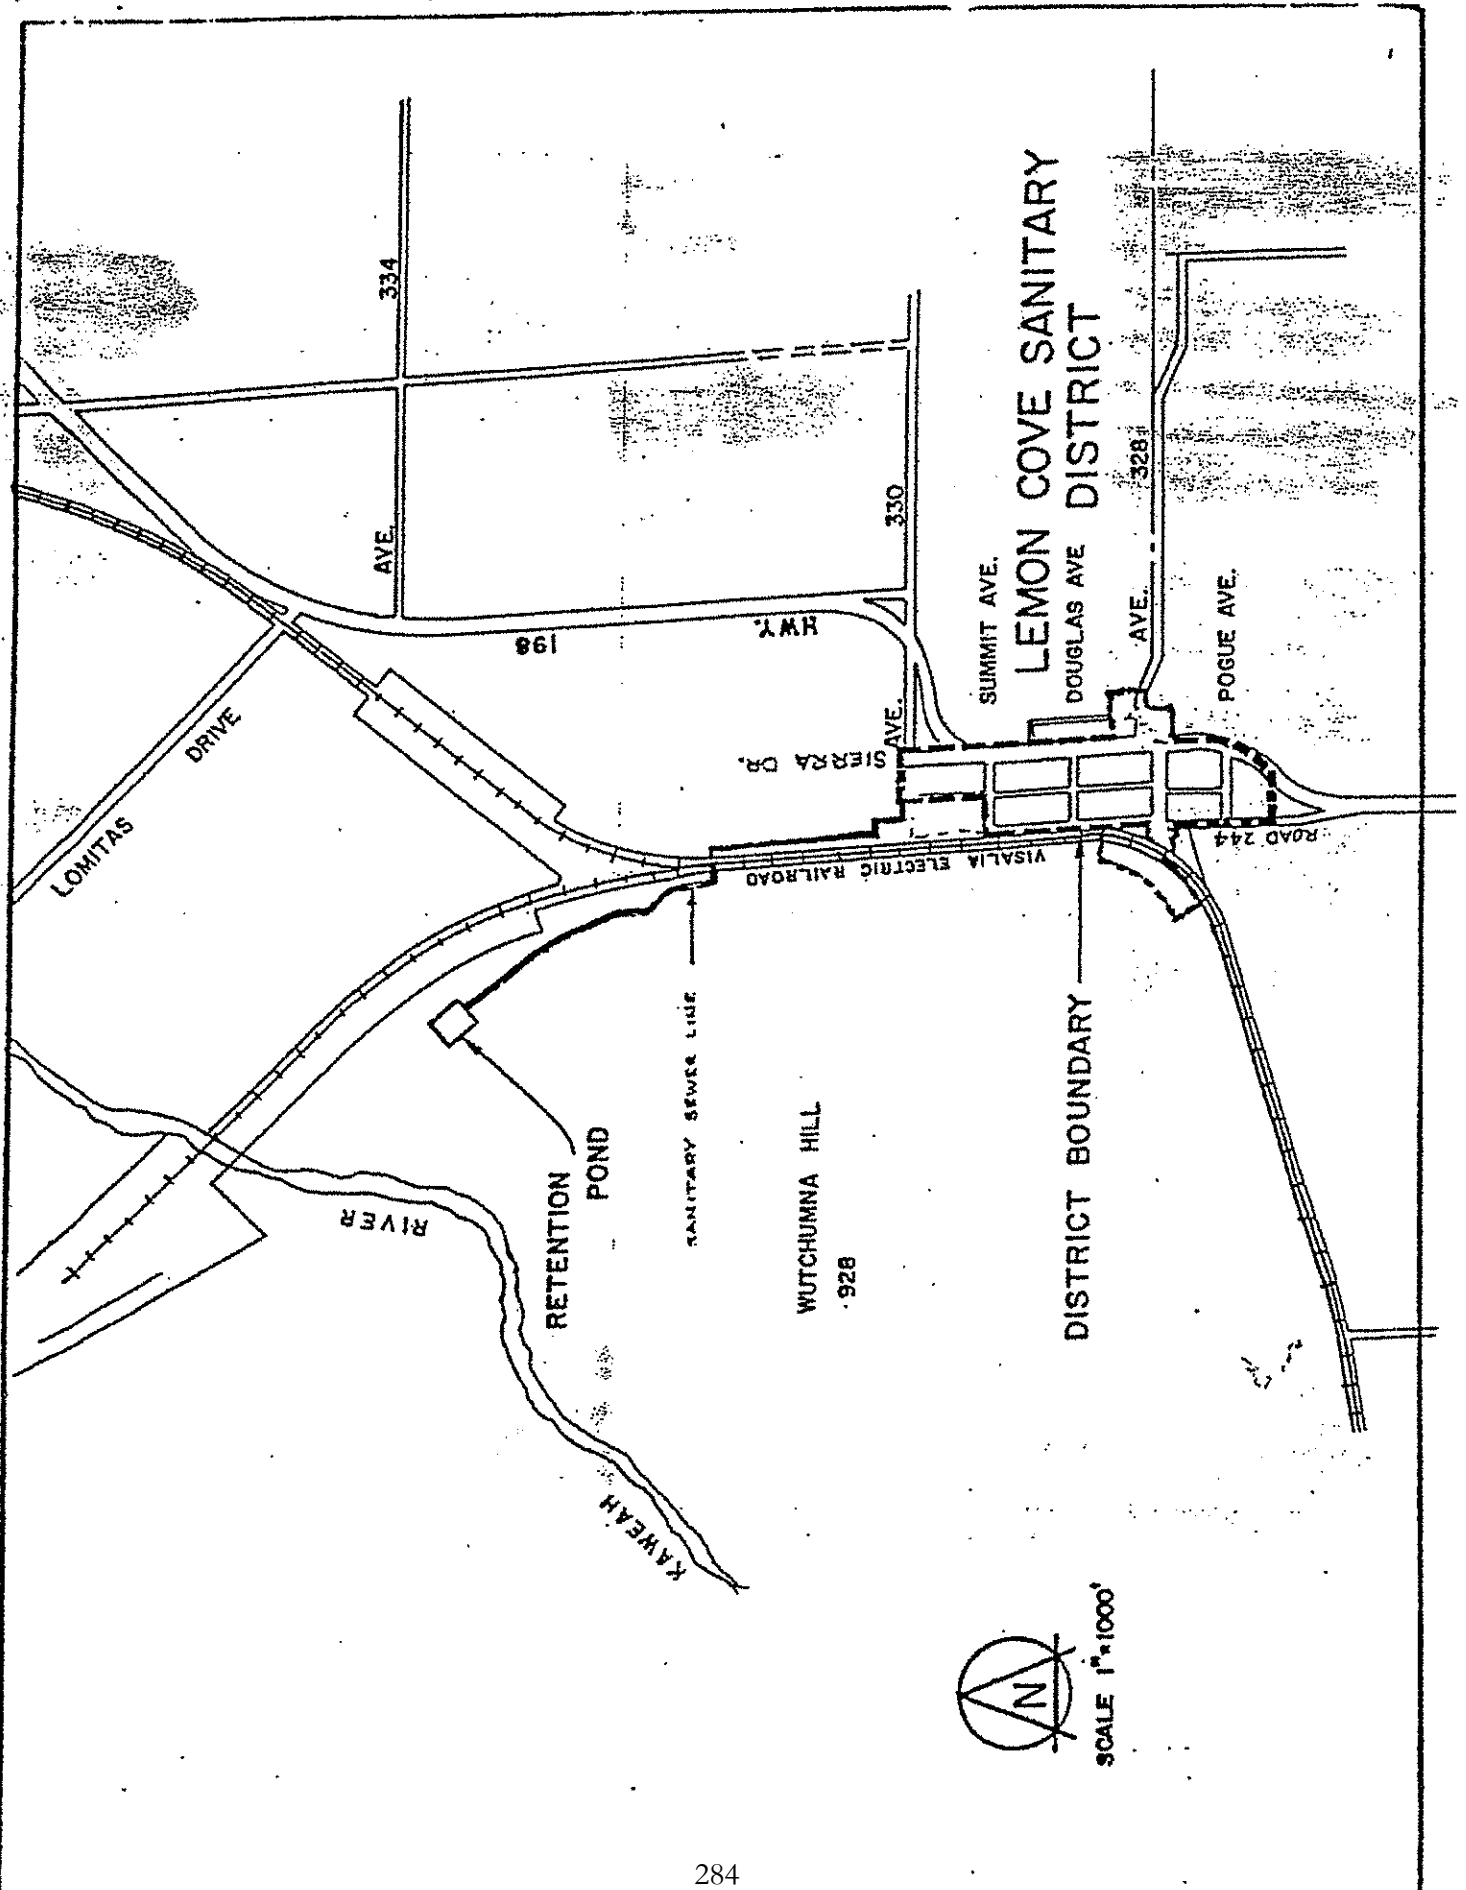 LEMON COVE SANITARY
DISTRICT
LOMITAS
DRIVE
AVE.
334
198
HWY.
AVE.
330
SIERRA DR.
SUMMIT AVE.
DOUGLAS AVE
AVE.
328
POGUE AVE.
ROAD 244
VISALIA ELECTRIC RAILROAD
SANITARY SEWER LINE
RETENTION
POND
KAWEAH
RIVER
WUTCHUMNA HILL
.928
DISTRICT BOUNDARY
N
SCALE 1"=1000'
284